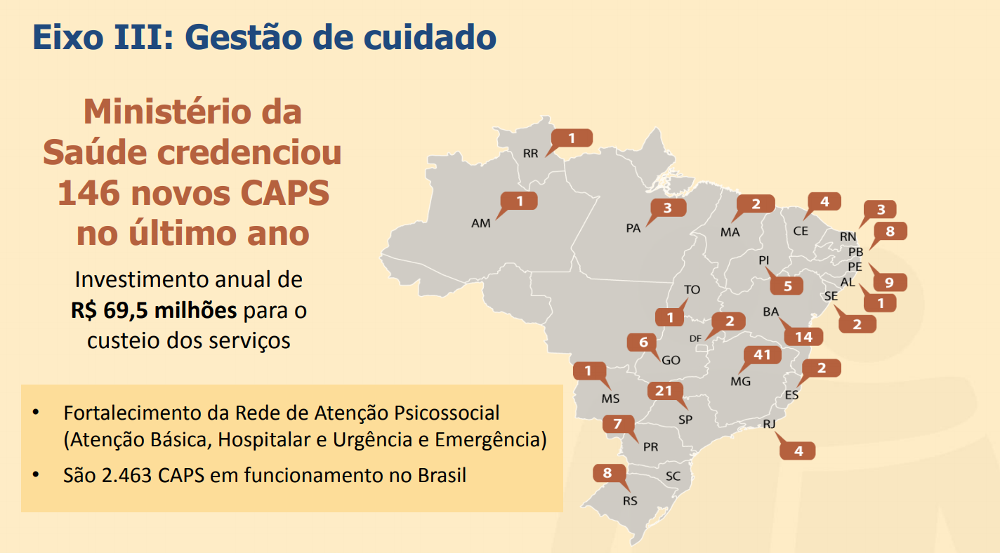 Eixo III: Gestão de cuidado
Ministério da
Saúde credenciou
146 novos CAPS
no último ano
Investimento anual de
R$ 69,5 milhões para o
custeio dos serviços
• Fortalecimento da Rede de Atenção Psicossocial
(Atenção Básica, Hospitalar e Urgência e Emergência)
• São 2.463 CAPS em funcionamento no Brasil
RR 1
AM 1
PA 3
MA 2
CE 4
RN 3
PB 8
PE 9
AL 1
SE 2
PI 5
TO 1
BA 14
DF 2
GO 6
MG 41
ES 2
MS 1
SP 21
RJ 4
PR 7
SC
RS 8